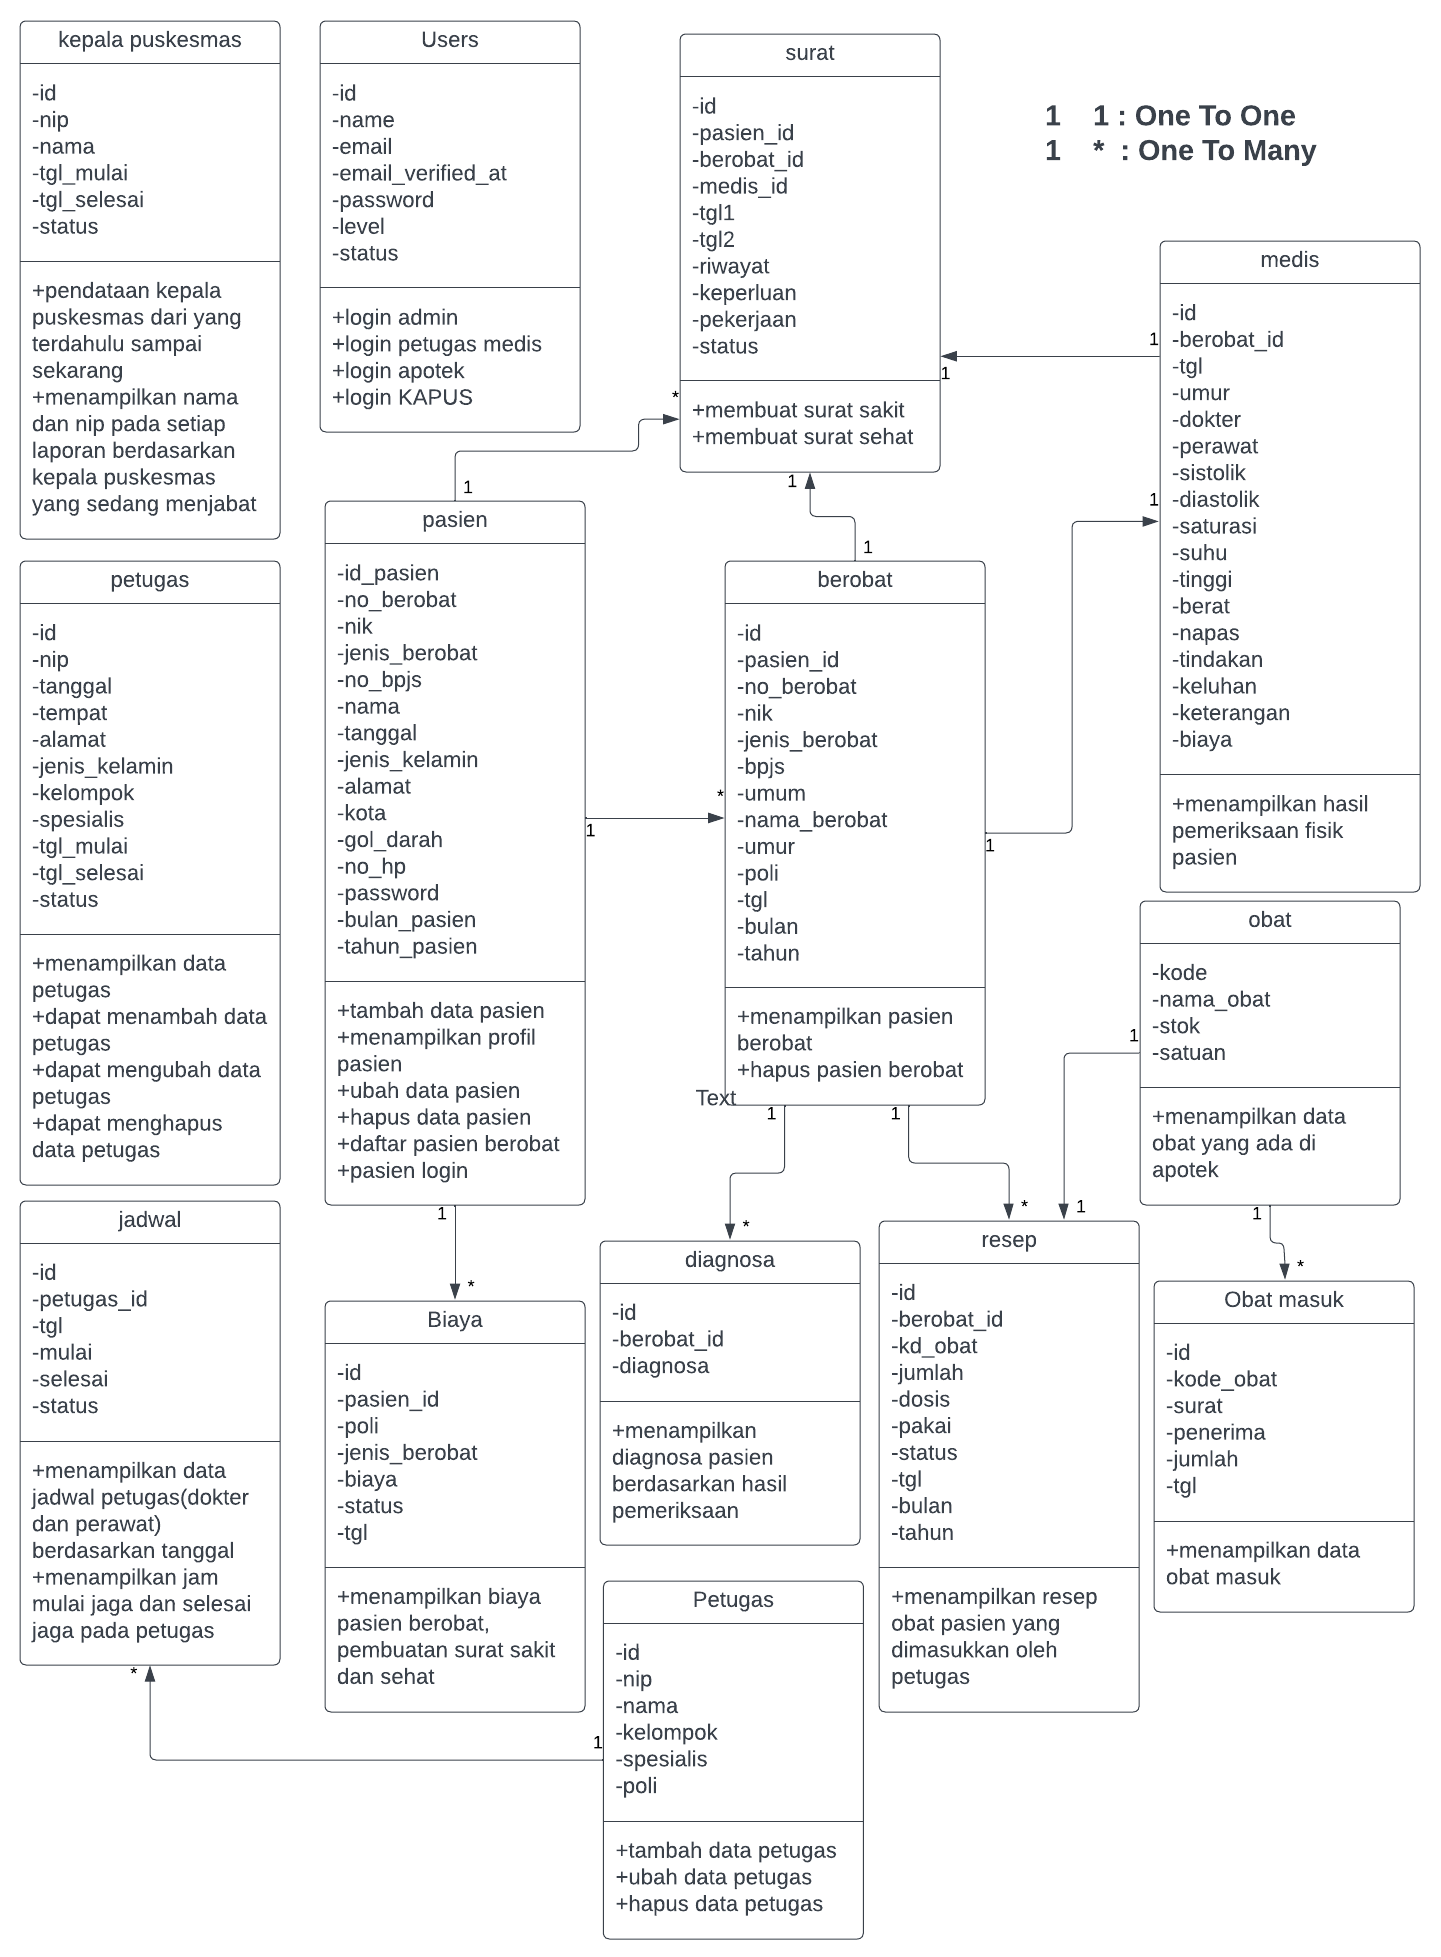 kepala puskesmas
-id
-nip
-nama
-tgl_mulai
-tgl_selesai
-status
+pendataan kepala
puskesmas dari yang
terdahulu sampai
sekarang
+menampilkan nama
dan nip pada setiap
laporan berdasarkan
kepala puskesmas
yang sedang menjabat
Users
-id
-name
-email
-email_verified_at
-password
-level
-status
+login admin
+login petugas medis
+login apotek
+login KAPUS
surat
-id
-pasien_id
-berobat_id
-medis_id
-tgl1
-tgl2
-riwayat
-keperluan
-pekerjaan
-status
+membuat surat sakit
+membuat surat sehat
1 1 : One To One
1 * : One To Many
medis
-id
-berobat_id
-tgl
-umur
-dokter
-perawat
-sistolik
-diastolik
-saturasi
-suhu
-tinggi
-berat
-napas
-tindakan
-keluhan
-keterangan
-biaya
+menampilkan hasil
pemeriksaan fisik
pasien
1
1
*
1
1
1
1
1
*
1
petugas
-id
-nip
-tanggal
-tempat
-alamat
-jenis_kelamin
-kelompok
-spesialis
-tgl_mulai
-tgl_selesai
-status
+menampilkan data
petugas
+dapat menambah data
petugas
+dapat mengubah data
petugas
+dapat menghapus
data petugas
pasien
-id_pasien
-no_berobat
-nik
-jenis_berobat
-no_bpjs
-nama
-tanggal
-jenis_kelamin
-alamat
-kota
-gol_darah
-no_hp
-password
-bulan_pasien
-tahun_pasien
+tambah data pasien
+menampilkan profil
pasien
+ubah data pasien
+hapus data pasien
+daftar pasien berobat
+pasien login
berobat
-id
-pasien_id
-no_berobat
-nik
-jenis_berobat
-bpjs
-umum
-nama_berobat
-umur
-poli
-tgl
-bulan
-tahun
+menampilkan pasien
berobat
+hapus pasien berobat
Text
obat
-kode
-nama_obat
-stok
-satuan
+menampilkan data
obat yang ada di
apotek
1
1
1
1
1
*
*
*
1
*
jadwal
-id
-petugas_id
-tgl
-mulai
-selesai
-status
+menampilkan data
jadwal petugas(dokter
dan perawat)
berdasarkan tanggal
+menampilkan jam
mulai jaga dan selesai
jaga pada petugas
Biaya
-id
-pasien_id
-poli
-jenis_berobat
-biaya
-status
-tgl
+menampilkan biaya
pasien berobat,
pembuatan surat sakit
dan sehat
diagnosa
-id
-berobat_id
-diagnosa
+menampilkan
diagnosa pasien
berdasarkan hasil
pemeriksaan
resep
-id
-berobat_id
-kd_obat
-jumlah
-dosis
-pakai
-status
-tgl
-bulan
-tahun
+menampilkan resep
obat pasien yang
dimasukkan oleh
petugas
Obat masuk
-id
-kode_obat
-surat
-penerima
-jumlah
-tgl
+menampilkan data
obat masuk
*
1
Petugas
-id
-nip
-nama
-kelompok
-spesialis
-poli
+tambah data petugas
+ubah data petugas
+hapus data petugas